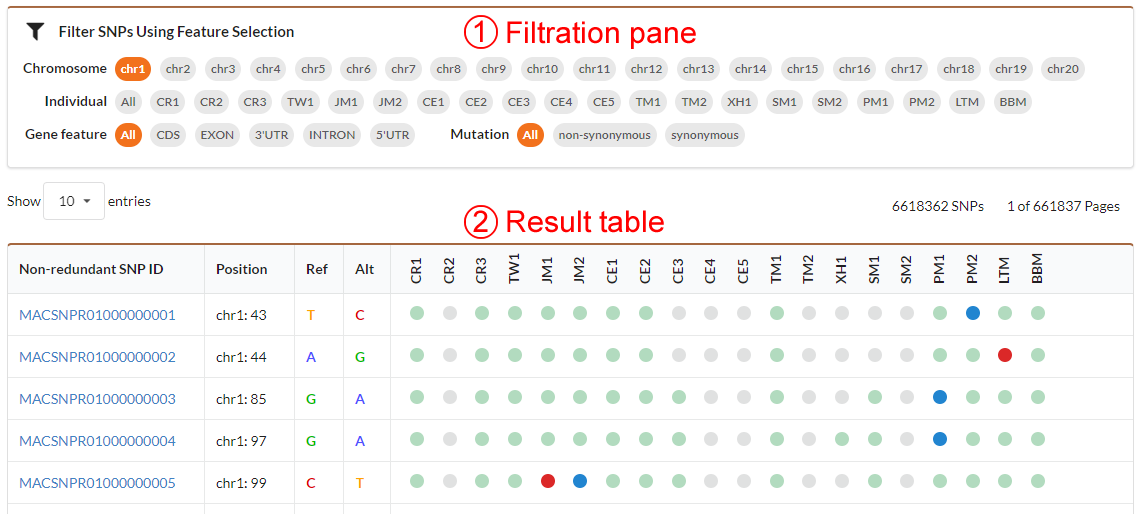 ① Filtration pane
Filter SNPs Using Feature Selection
Chromosome chr1 chr2 chr3 chr4 chr5 chr6 chr7 chr8 chr9 chr10 chr11 chr12 chr13 chr14 chr15 chr16 chr17 chr18 chr19 chr20
Individual All CR1 CR2 CR3 TW1 JM1 JM2 CE1 CE2 CE3 CE4 CE5 TM1 TM2 XH1 SM1 SM2 PM1 PM2 LTM BBM
Gene feature All CDS EXON 3'UTR INTRON 5'UTR Mutation All non-synonymous synonymous
Show 10 entries
6618362 SNPs 1 of 661837 Pages
② Result table
Non-redundant SNP ID Position Ref Alt CR1 CR2 CR3 TW1 JM1 JM2 CE1 CE2 CE3 CE4 CE5 TM1 TM2 XH1 SM1 SM2 PM1 PM2 LTM BBM
MACSNPR01000000001 chr1: 43 T C
MACSNPR01000000002 chr1: 44 A G
MACSNPR01000000003 chr1: 85 G A
MACSNPR01000000004 chr1: 97 G A
MACSNPR01000000005 chr1: 99 C T